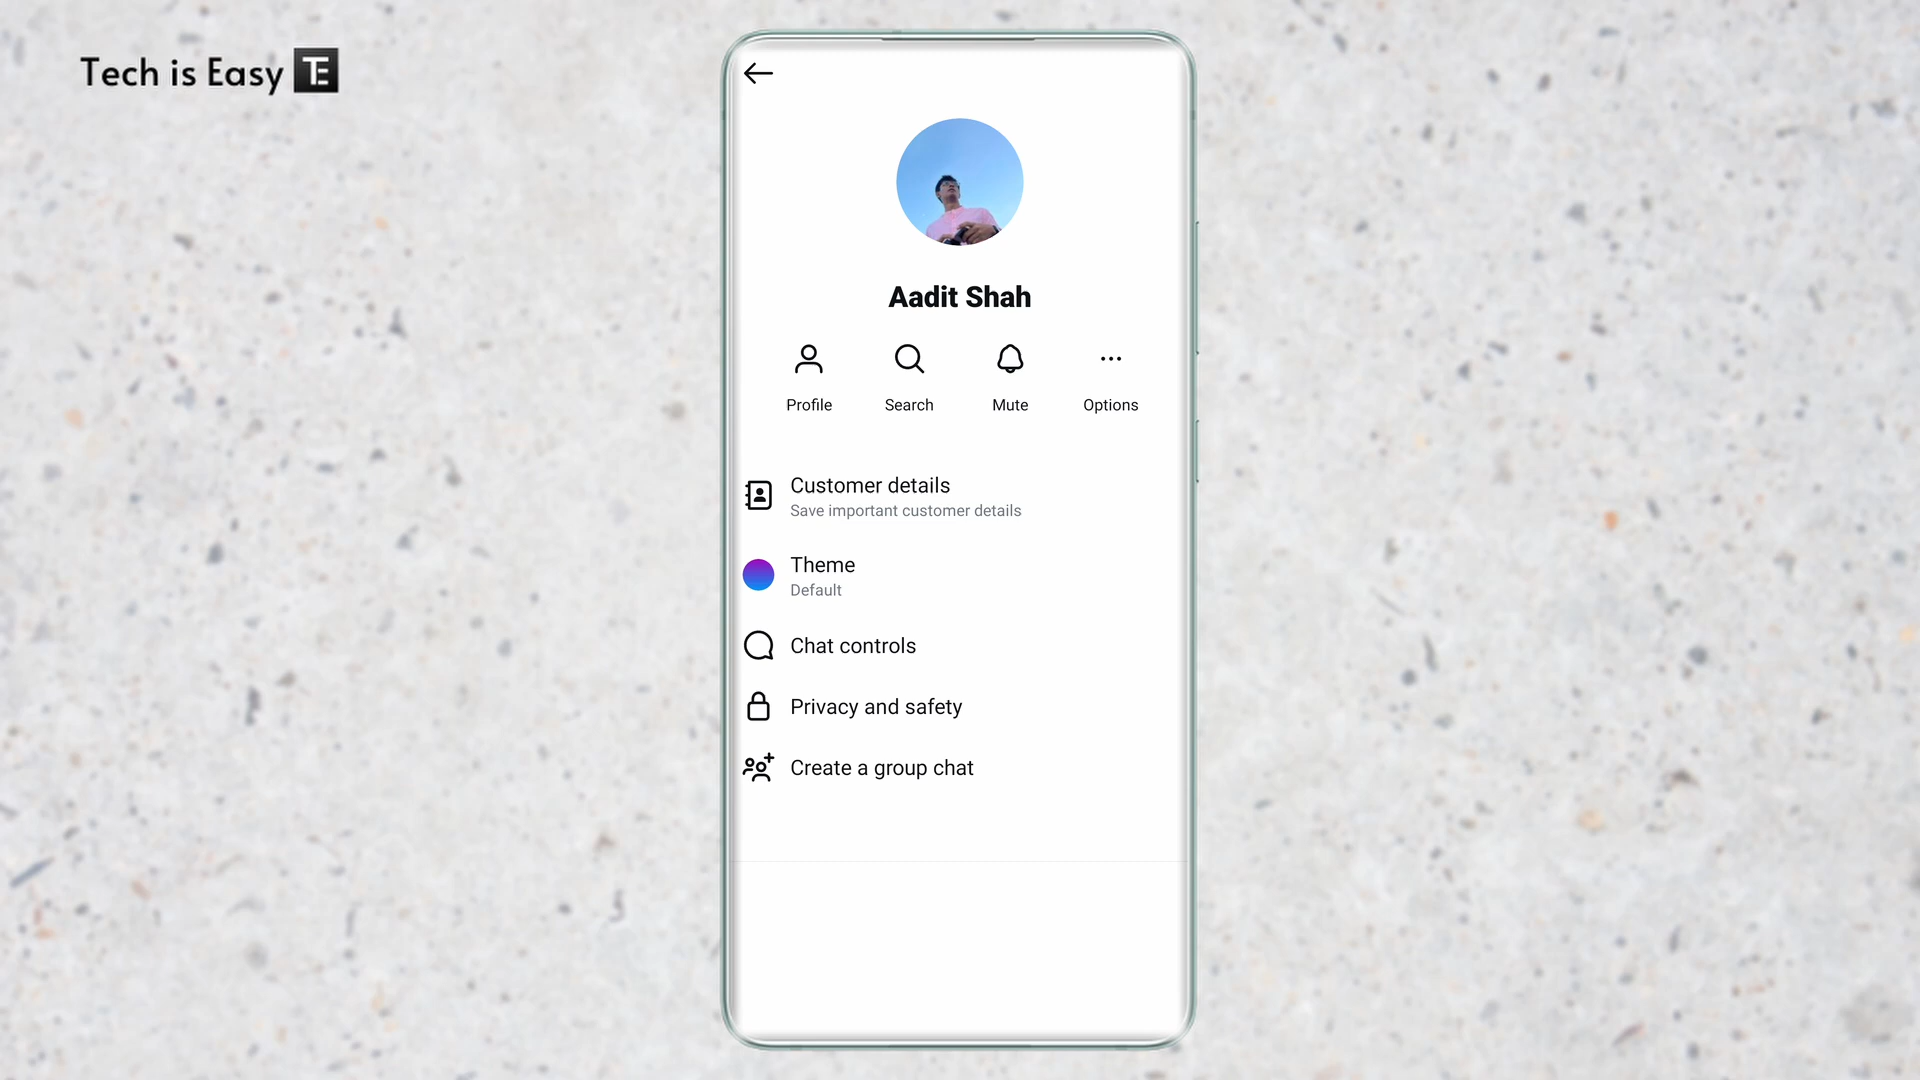 Tech is Easy TE
Aadit Shah
Profile Search Mute Options
Customer details
Save important customer details
Theme
Default
Chat controls
Privacy and safety
Create a group chat